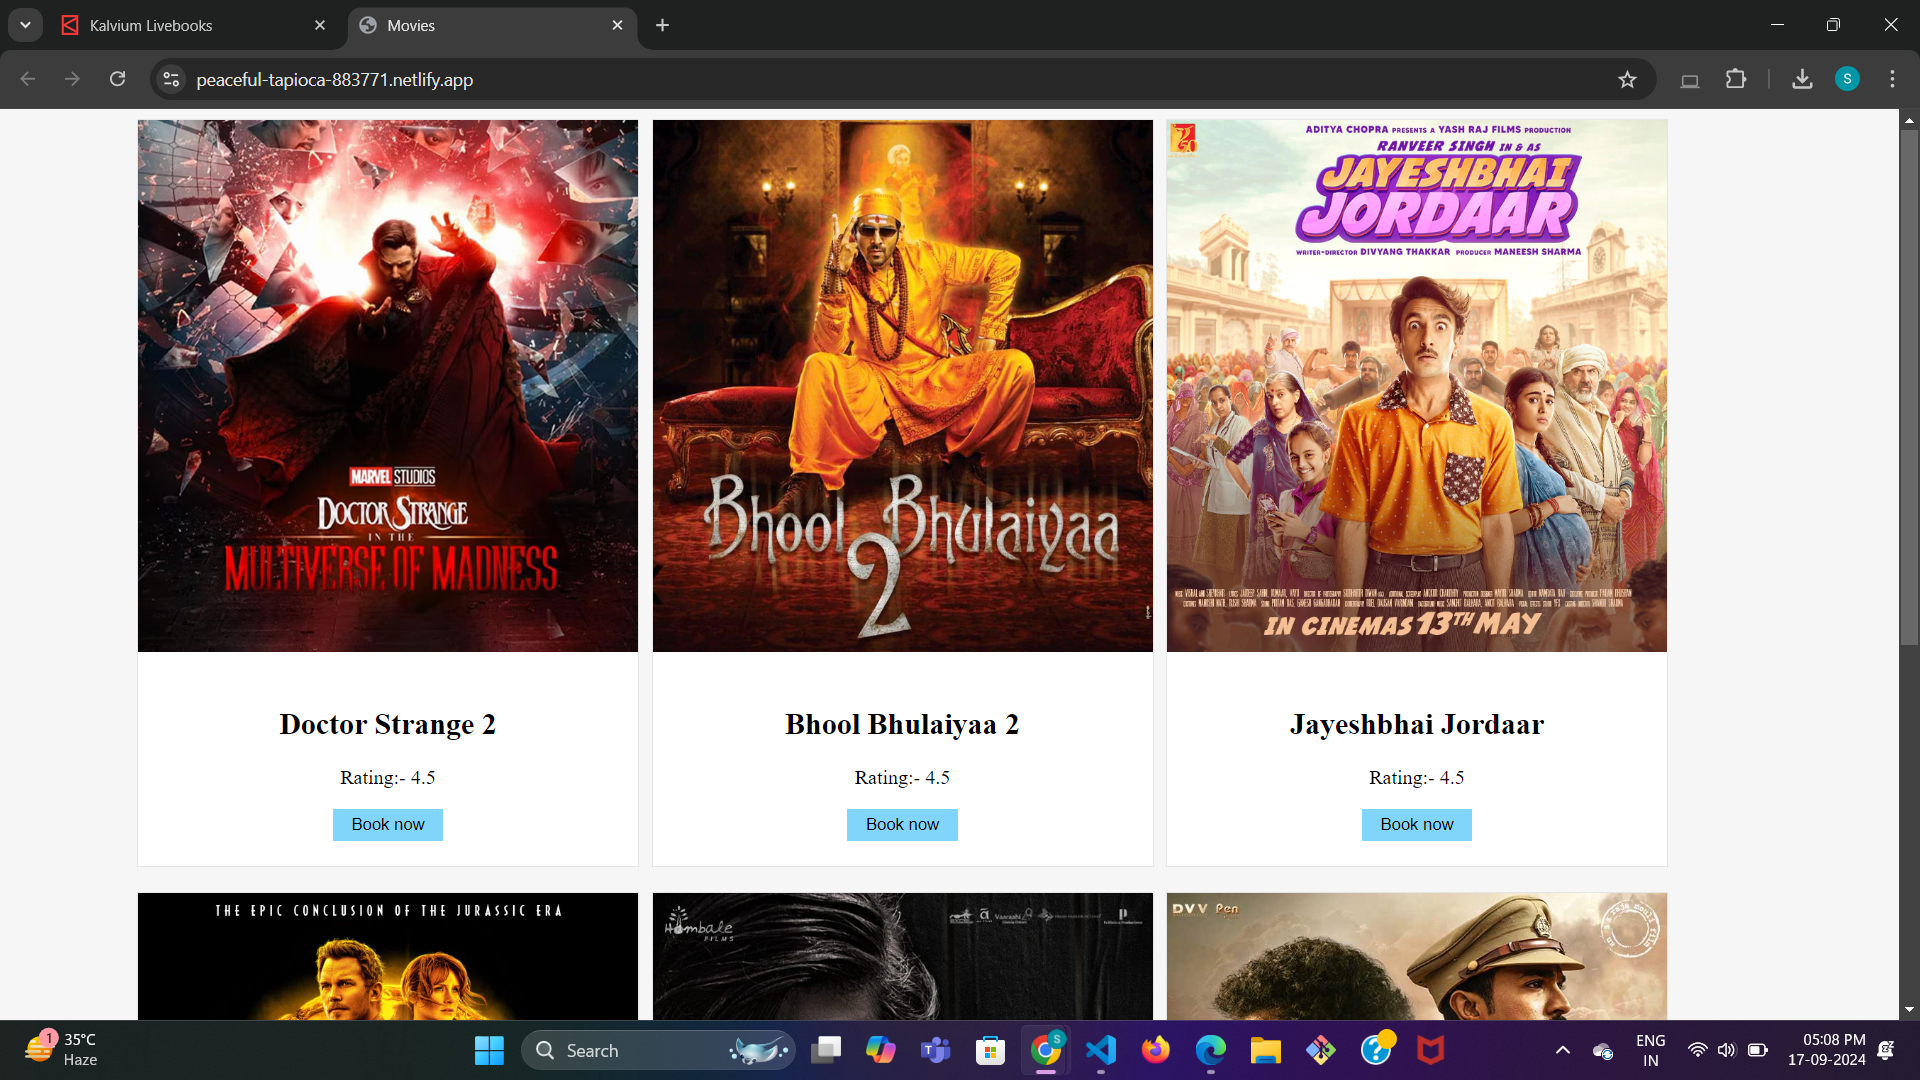 Kalvium Livebooks
Movies
peaceful-tapioca-883771.netlify.app
S
ADITYA CHOPRA PRESENTS A YASH RAJ FILMS PRODUCTION
RANVEER SINGH IN & AS
JAYESHBHAI
JORDAAR
WRITER-DIRECTOR DIVYANG THAKKAR PRODUCER MANEESH SHARMA
MARVEL STUDIOS
DOCTOR STRANGE
IN THE
MULTIVERSE OF MADNESS
Bhool Bhulaiyaa
2
IN CINEMAS 13TH MAY
Doctor Strange 2
Bhool Bhulaiyaa 2
Jayeshbhai Jordaar
Rating:- 4.5
Rating:- 4.5
Rating:- 4.5
Book now
Book now
Book now
THE EPIC CONCLUSION OF THE JURASSIC ERA
Hombale
FILMS
DVV Pen
1
35°C
Haze
Search
S
ENG
IN
05:08 PM
17-09-2024